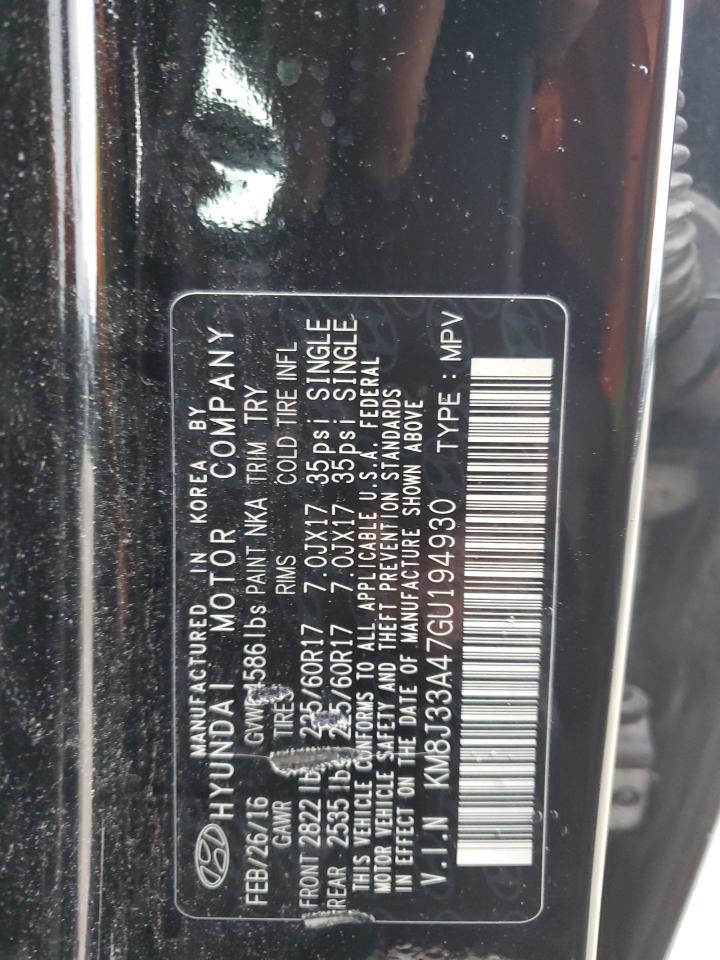 MANUFACTURED IN KOREA BY
HYUNDAI MOTOR COMPANY
FEB/26/16 GVWR 4586 lbs PAINT NKA TRIM TRY
GAWR TIRES RIMS COLD TIRE INFL
FRONT 2822 lb 225/60R17 7.0JX17 35psi SINGLE
REAR 2535 lb 225/60R17 7.0JX17 35psi SINGLE
THIS VEHICLE CONFORMS TO ALL APPLICABLE U.S.A. FEDERAL
MOTOR VEHICLE SAFETY AND THEFT PREVENTION STANDARDS
IN EFFECT ON THE DATE OF MANUFACTURE SHOWN ABOVE
V.I.N KM8J33A47GU194930 TYPE : MPV